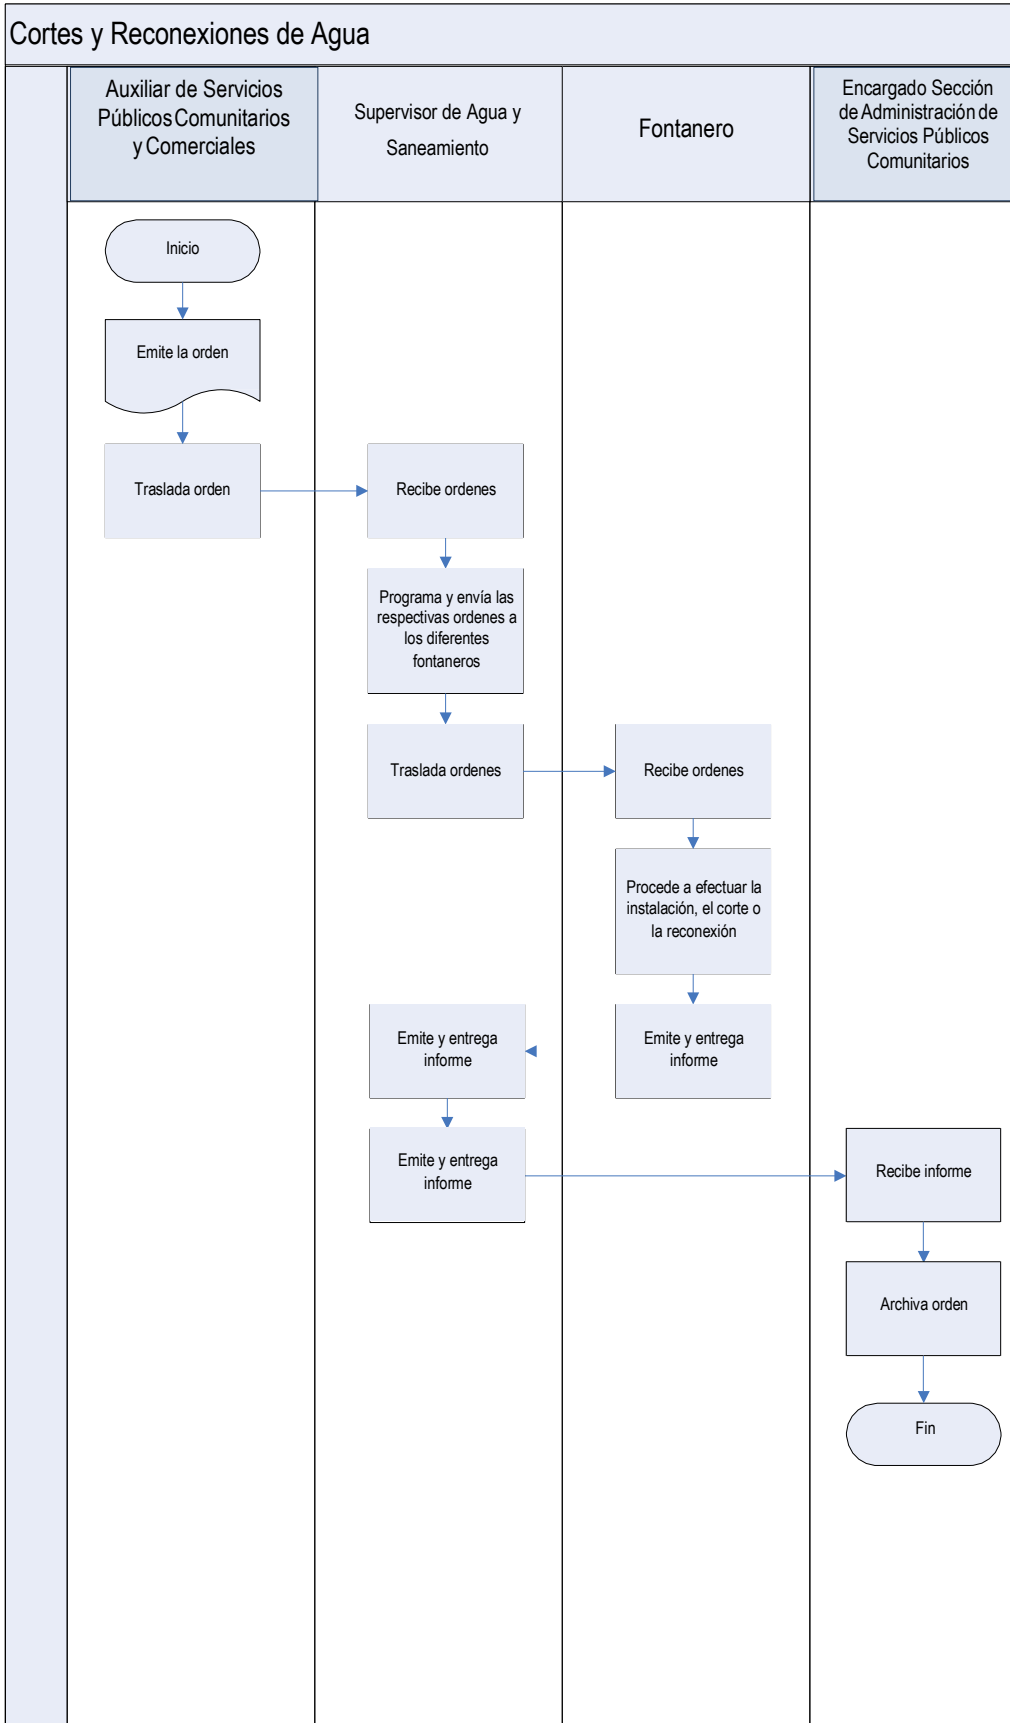 Cortes y Reconexiones de Agua
Auxiliar de Servicios
Públicos Comunitarios
y Comerciales
Supervisor de Agua y
Saneamiento
Fontanero
Encargado Sección
de Administración de
Servicios Públicos
Comunitarios
Inicio
Emite la orden
Traslada orden
Recibe ordenes
Programa y envía las
respectivas ordenes a
los diferentes
fontaneros
Traslada ordenes
Recibe ordenes
Procede a efectuar la
instalación, el corte o
la reconexión
Emite y entrega
informe
Emite y entrega
informe
Emite y entrega
informe
Recibe informe
Archiva orden
Fin